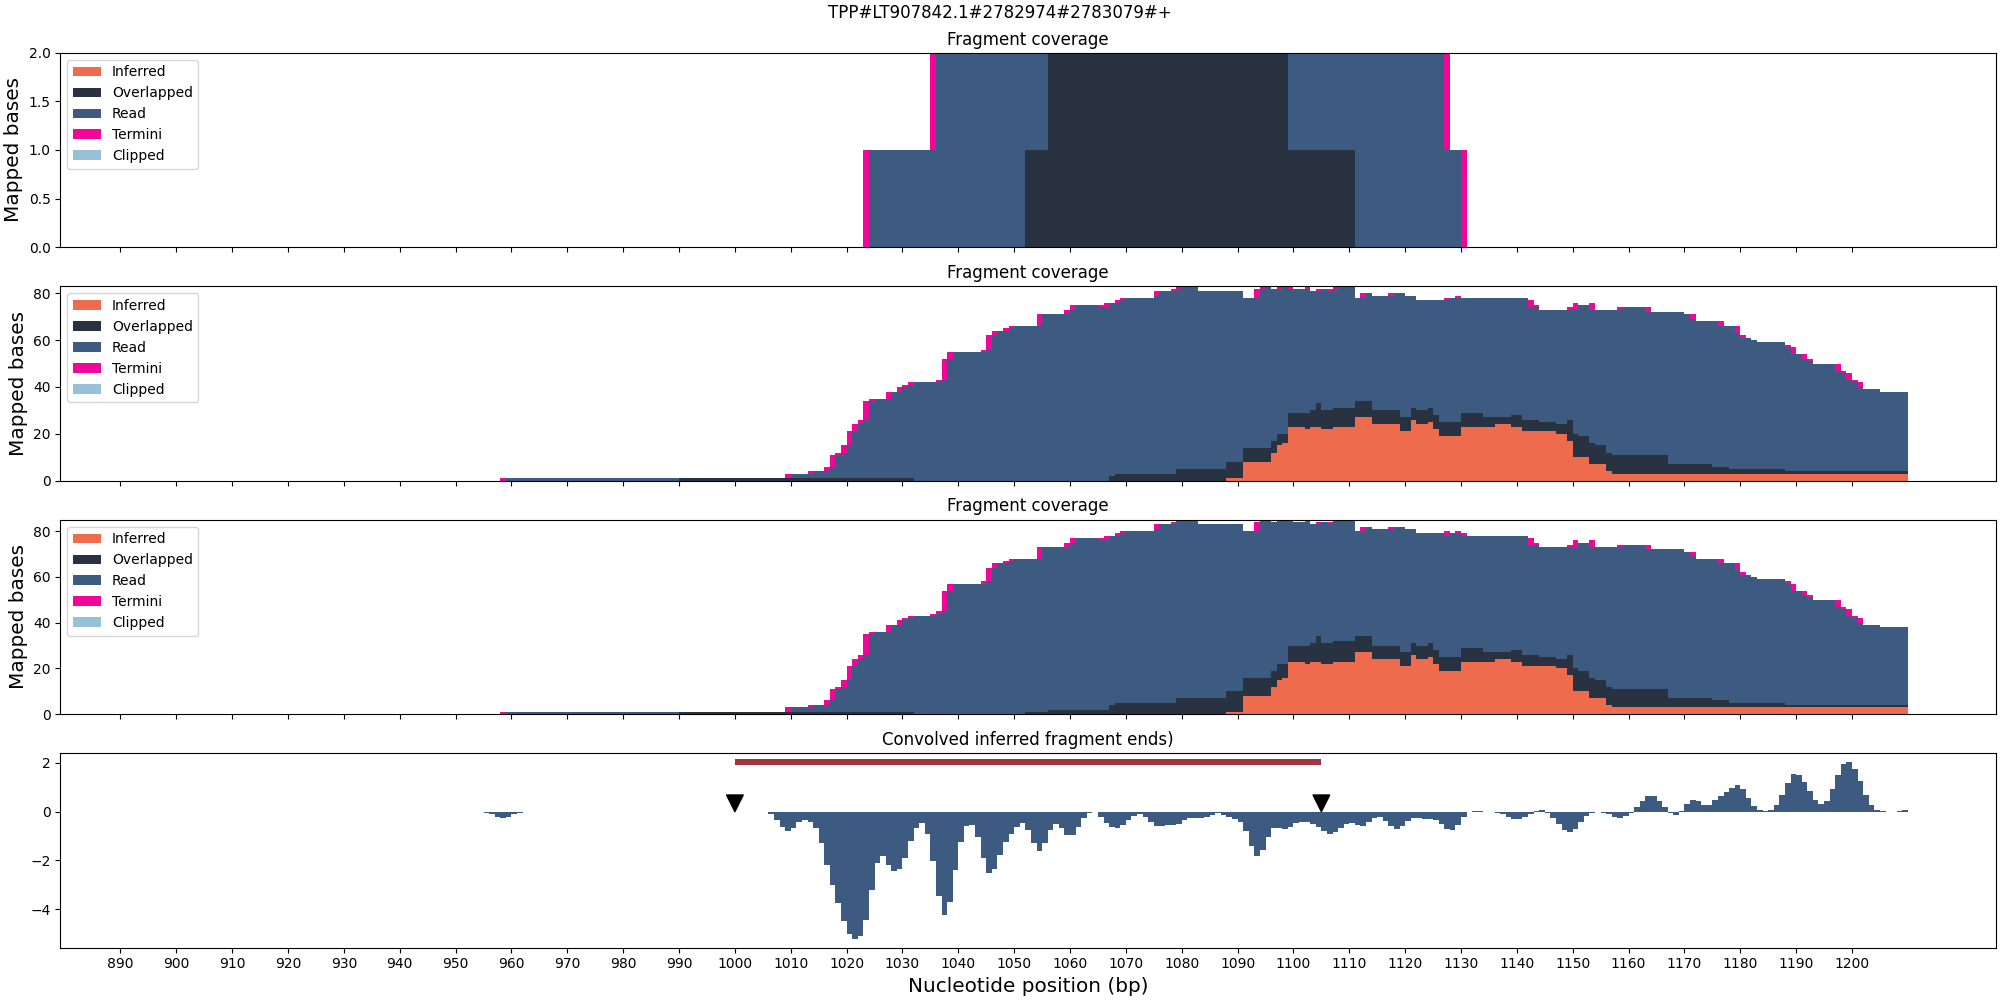 TPP#LT907842.1#2782974#2783079#+
Fragment coverage
Mapped bases
2.0
1.5
1.0
0.5
0.0
Inferred
Overlapped
Read
Termini
Clipped
Fragment coverage
Mapped bases
80
60
40
20
0
Inferred
Overlapped
Read
Termini
Clipped
Fragment coverage
Mapped bases
80
60
40
20
0
Inferred
Overlapped
Read
Termini
Clipped
Convolved inferred fragment ends)
2
0
−2
−4
890 900 910 920 930 940 950 960 970 980 990 1000 1010 1020 1030 1040 1050 1060 1070 1080 1090 1100 1110 1120 1130 1140 1150 1160 1170 1180 1190 1200
Nucleotide position (bp)